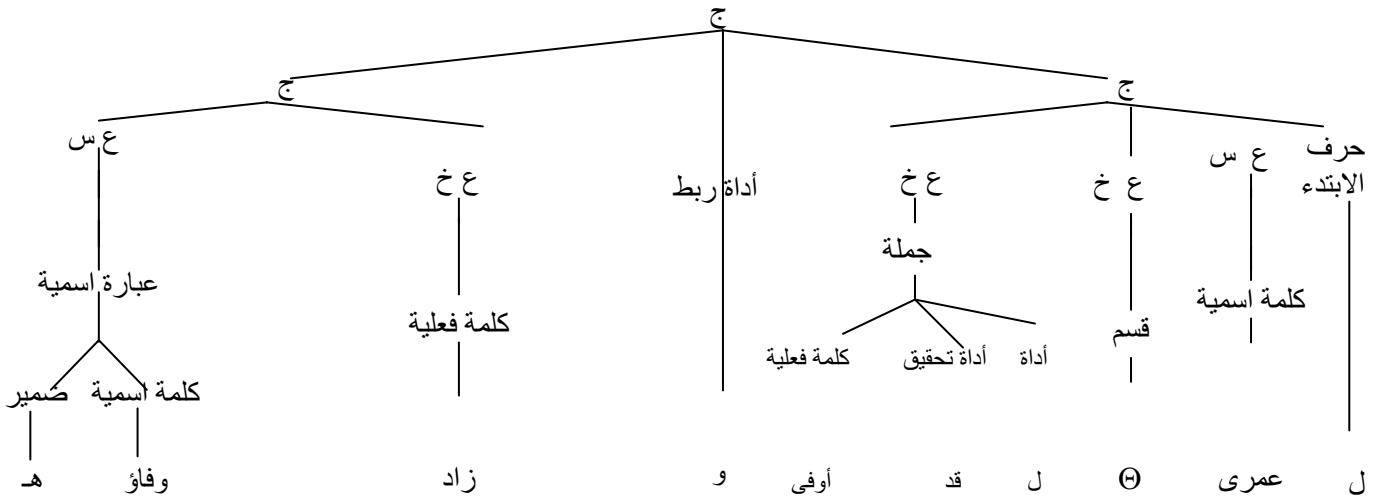 ج
ج ج
حرف ع س ع س
الابتدء ع خ ع خ أداة ربط ع خ
جملة
كلمة اسمية عبارة اسمية
قسم كلمة فعلية
أداة أداة تحقيق كلمة فعلية
كلمة اسمية ضمير
ل عمرى Θ ل قد أوفى و زاد وفاؤ هـ